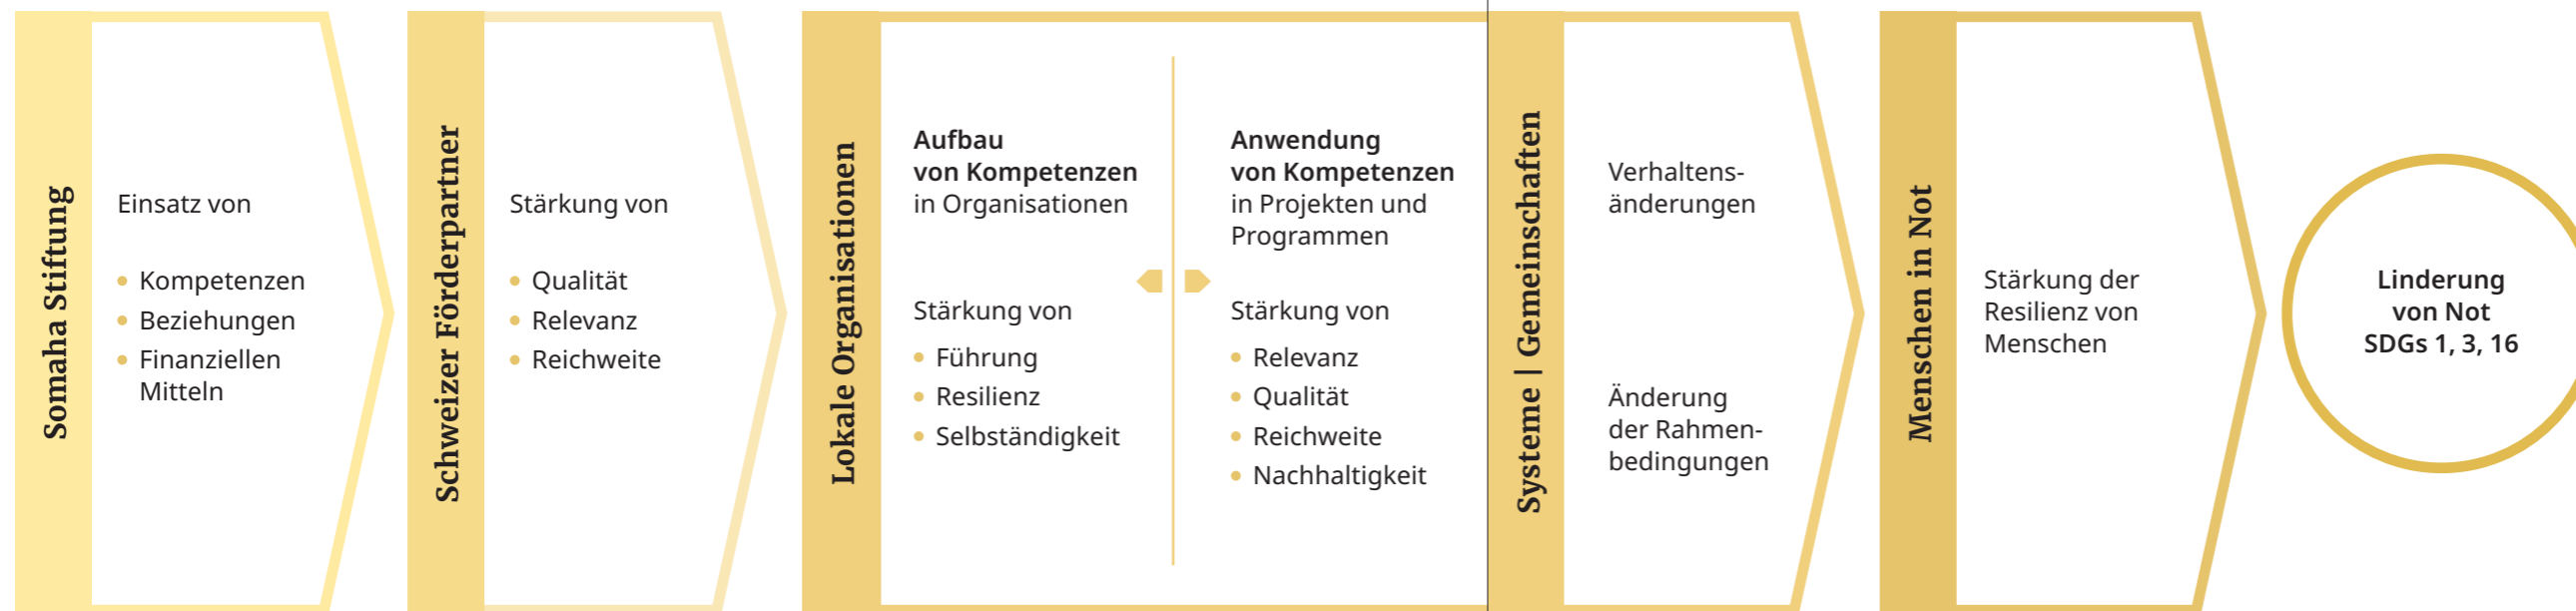 Somaha Stiftung
Einsatz von
Kompetenzen
Beziehungen
Finanziellen
Mitteln
Schweizer Förderpartner
Stärkung von
Qualität
Relevanz
Reichweite
Lokale Organisationen
Aufbau
von Kompetenzen
in Organisationen
Stärkung von
Führung
Resilienz
Selbständigkeit
Anwendung
von Kompetenzen
in Projekten und
Programmen
Stärkung von
Relevanz
Qualität
Reichweite
Nachhaltigkeit
Systeme | Gemeinschaften
Verhaltens-
änderungen
Änderung
der Rahmen-
bedingungen
Menschen in Not
Stärkung der
Resilienz von
Menschen
Linderung
von Not
SDGs 1, 3, 16